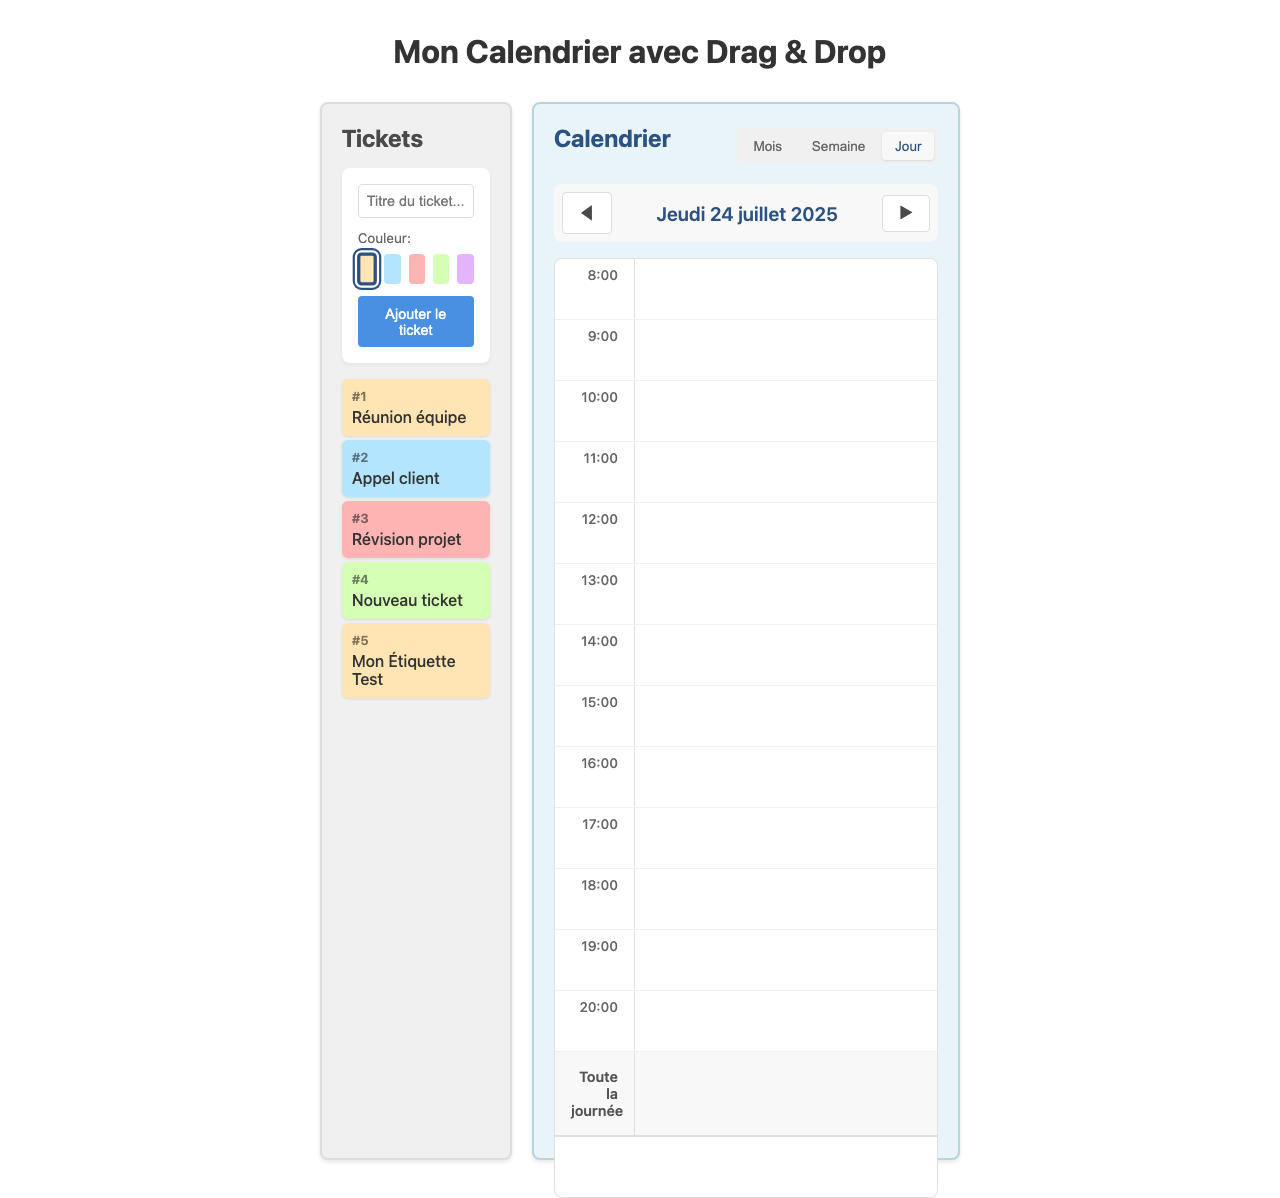 Mon Calendrier avec Drag & Drop
Tickets
Titre du ticket...
Couleur:
Ajouter le
ticket
#1
Réunion équipe
#2
Appel client
#3
Révision projet
#4
Nouveau ticket
#5
Mon Étiquette
Test
Calendrier
Mois Semaine Jour
Jeudi 24 juillet 2025
8:00
9:00
10:00
11:00
12:00
13:00
14:00
15:00
16:00
17:00
18:00
19:00
20:00
Toute
la
journée